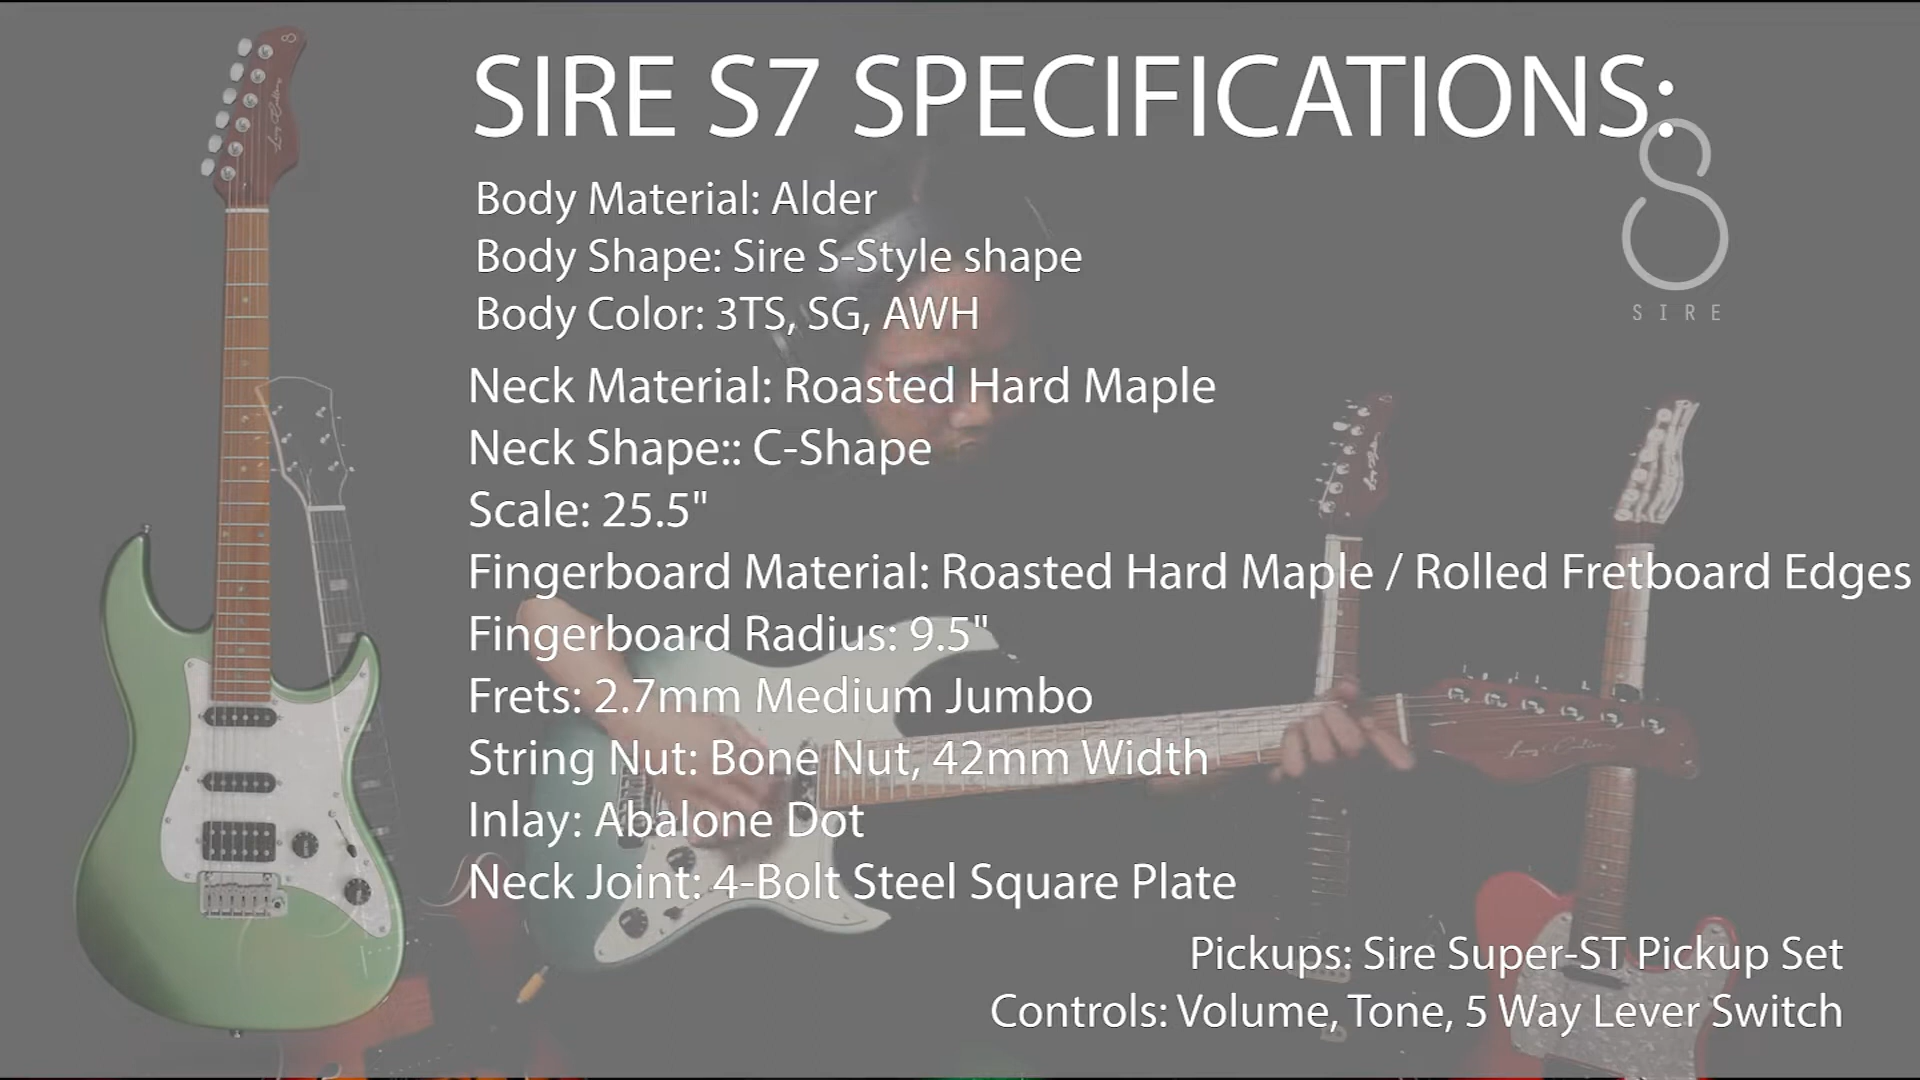 SIRE S7 SPECIFICATIONS:
Body Material: Alder
Body Shape: Sire S-Style shape
Body Color: 3TS, SG, AWH
SIRE
Neck Material: Roasted Hard Maple
Neck Shape:: C-Shape
Scale: 25.5"
Fingerboard Material: Roasted Hard Maple / Rolled Fretboard Edges
Fingerboard Radius: 9.5"
Frets: 2.7mm Medium Jumbo
String Nut: Bone Nut, 42mm Width
Inlay: Abalone Dot
Neck Joint: 4-Bolt Steel Square Plate
Pickups: Sire Super-ST Pickup Set
Controls: Volume, Tone, 5 Way Lever Switch